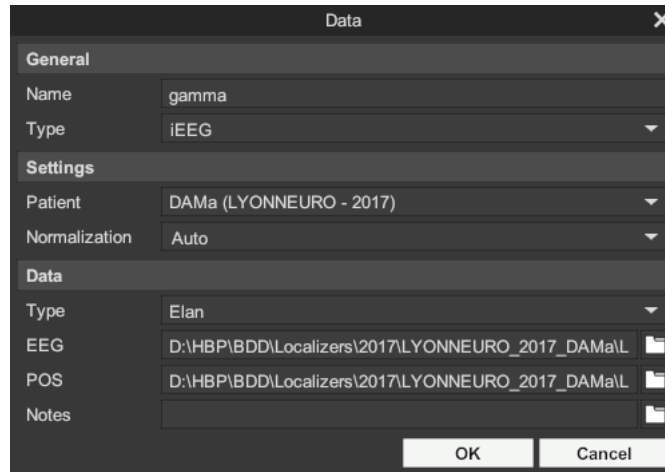 Data
General
Name gamma
Type iEEG
Settings
Patient DAMa (LYONNEURO - 2017)
Normalization Auto
Data
Type Elan
EEG D:\HBP\BDD\Localizers\2017\LYONNEURO_2017_DAMa\L
POS D:\HBP\BDD\Localizers\2017\LYONNEURO_2017_DAMa\L
Notes
OK Cancel